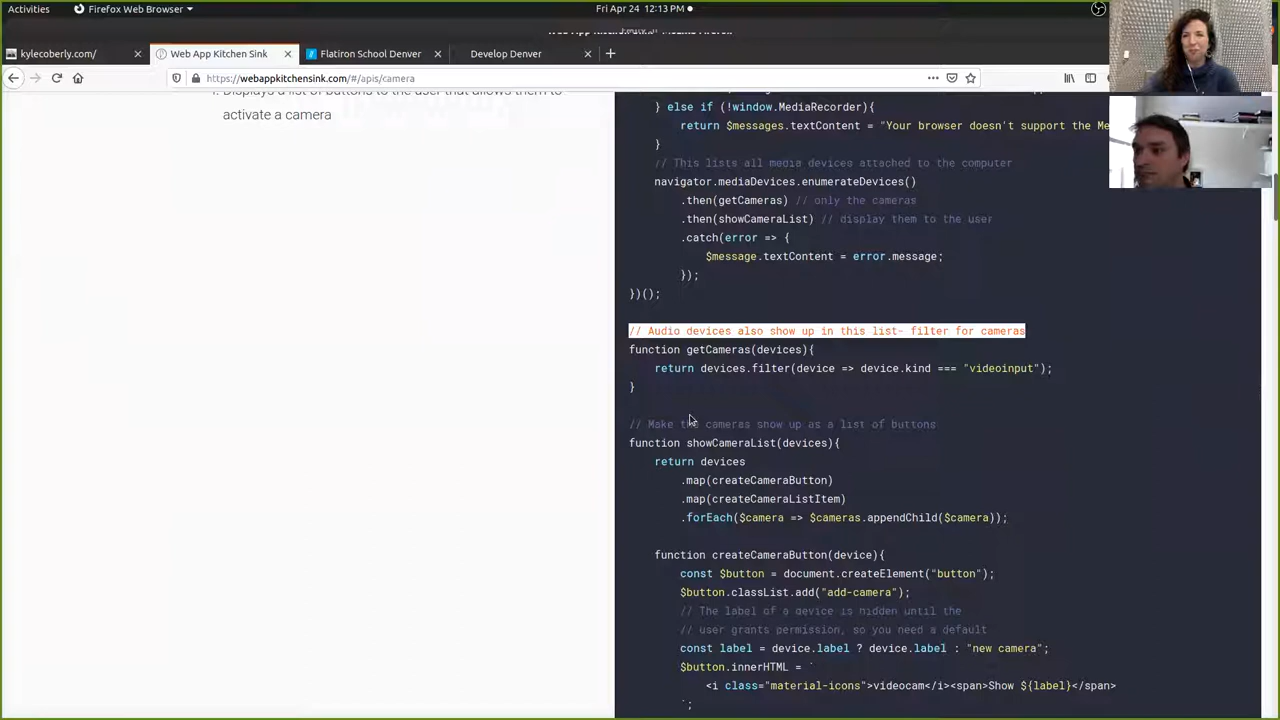 Activities
Firefox Web Browser
Fri Apr 24 12:13 PM
kylecoberly.com/
Web App Kitchen Sink
Flatiron School Denver
Develop Denver
https://webappkitchensink.com/#/apis/camera
activate a camera
} else if (!window.MediaRecorder){
return $messages.textContent = "Your browser doesn't support the Me
}
// This lists all media devices attached to the computer
navigator.mediaDevices.enumerateDevices()
.then(getCameras) // only the cameras
.then(showCameraList) // display them to the user
.catch(error => {
$message.textContent = error.message;
});
})();
// Audio devices also show up in this list- filter for cameras
function getCameras(devices){
return devices.filter(device => device.kind === "videoinput");
}
// Make the cameras show up as a list of buttons
function showCameraList(devices){
return devices
.map(createCameraButton)
.map(createCameraListItem)
.forEach($camera => $cameras.appendChild($camera));
function createCameraButton(device){
const $button = document.createElement("button");
$button.classList.add("add-camera");
// The label of a device is hidden until the
// user grants permission, so you need a default
const label = device.label ? device.label : "new camera";
$button.innerHTML = `
<i class="material-icons">videocam</i><span>Show ${label}</span>
`;